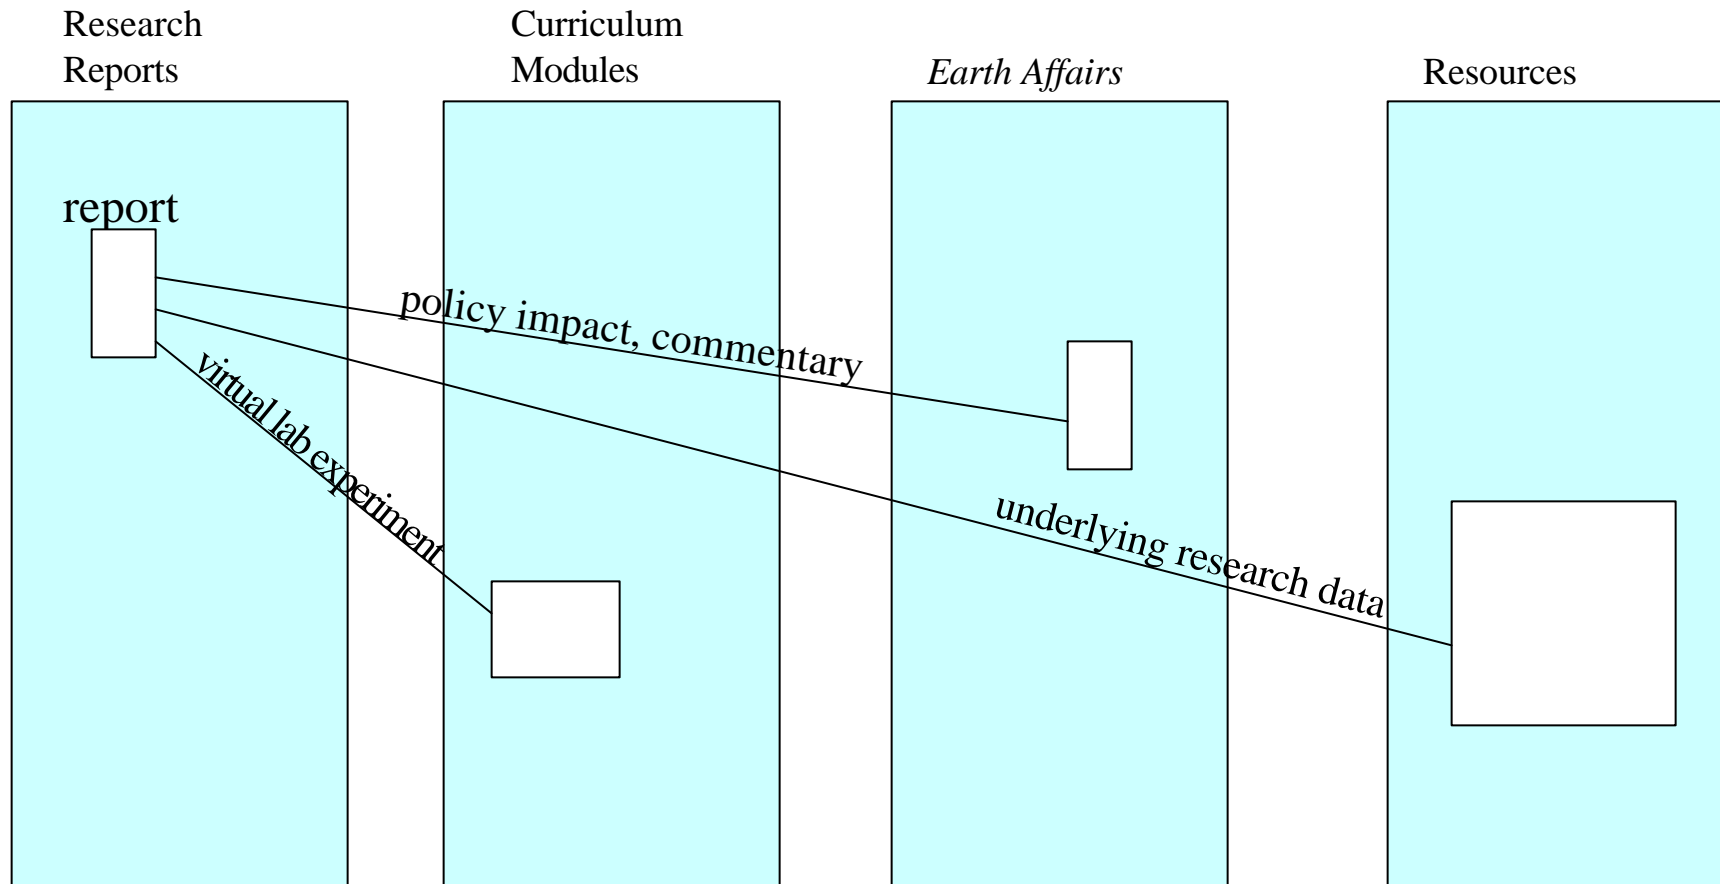 Research
Reports
Curriculum
Modules
Earth Affairs
Resources
report
policy impact, commentary
virtual lab experiment
underlying research data